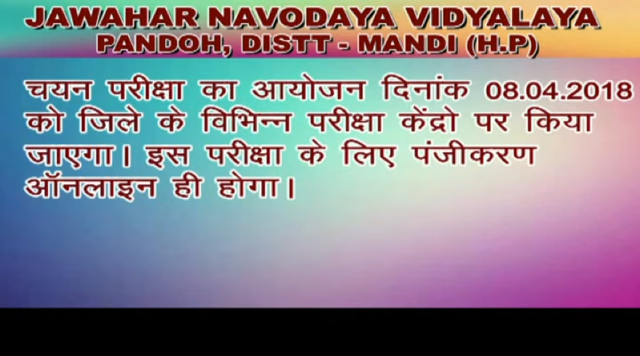 JAWAHAR NAVODAYA VIDYALAYA
PANDOH, DISTT - MANDI (H.P)
चयन परीक्षा का आयोजन दिनांक 08.04.2018
को जिले के विभिन्न परीक्षा केंद्रो पर किया
जाएगा। इस परीक्षा के लिए पंजीकरण
ऑनलाइन ही होगा।